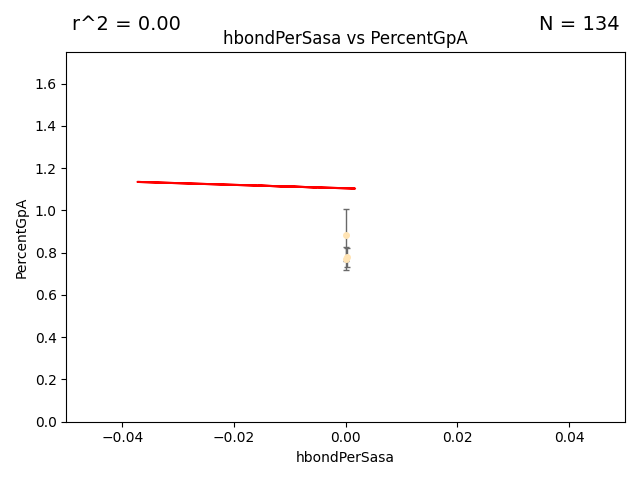 r^2 = 0.00
N = 134
hbondPerSasa vs PercentGpA
1.6
1.4
1.2
1.0
0.8
0.6
0.4
0.2
0.0
PercentGpA
−0.04
−0.02
0.00
0.02
0.04
hbondPerSasa